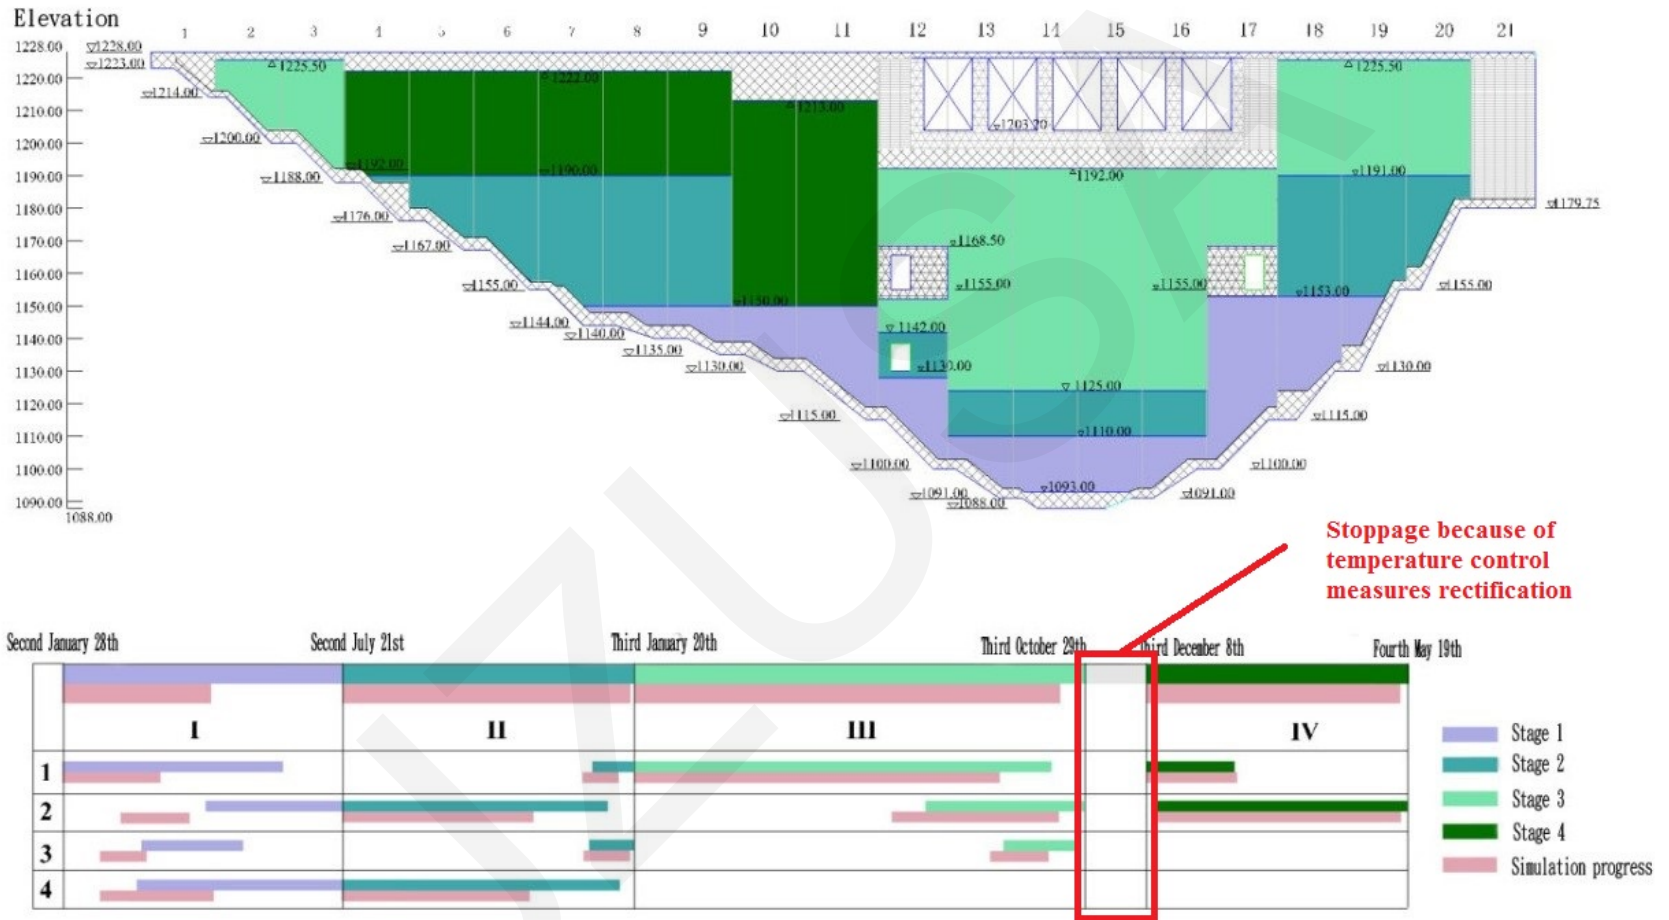 Elevation
1 2 3 4 5 6 7 8 9 10 11 12 13 14 15 16 17 18 19 20 21
1228.00 ▽1228.00
▽1223.00
△1225.50 △1225.50
1220.00 △1222.00
▽1214.00
1210.00 △1213.00
▽1203.20
1200.00 ▽1200.00
1190.00 ▽1192.00 ▽1190.00 △1192.00 ▽1191.00
▽1188.00
1180.00 ▽1179.75
▽1176.00
1170.00 ▽1167.00 ▽1168.50
1160.00 ▽1155.00 ▽1155.00 ▽1155.00 ▽1155.00
1150.00 ▽1150.00 ▽1153.00
▽1144.00 ▽1142.00
1140.00 ▽1140.00
▽1135.00
1130.00 ▽1130.00 ▽1130.00 ▽1130.00
1120.00 ▽1125.00
▽1115.00 ▽1115.00
1110.00 ▽1110.00
1100.00 ▽1100.00 ▽1100.00
1090.00 ▽1091.00 ▽1093.00 ▽1091.00
1088.00 ▽1088.00
Stoppage because of
temperature control
measures rectification
Second January 28th Second July 21st Third January 20th Third October 29th Third December 8th Fourth May 19th
I II III IV
1
2
3
4
Stage 1
Stage 2
Stage 3
Stage 4
Simulation progress